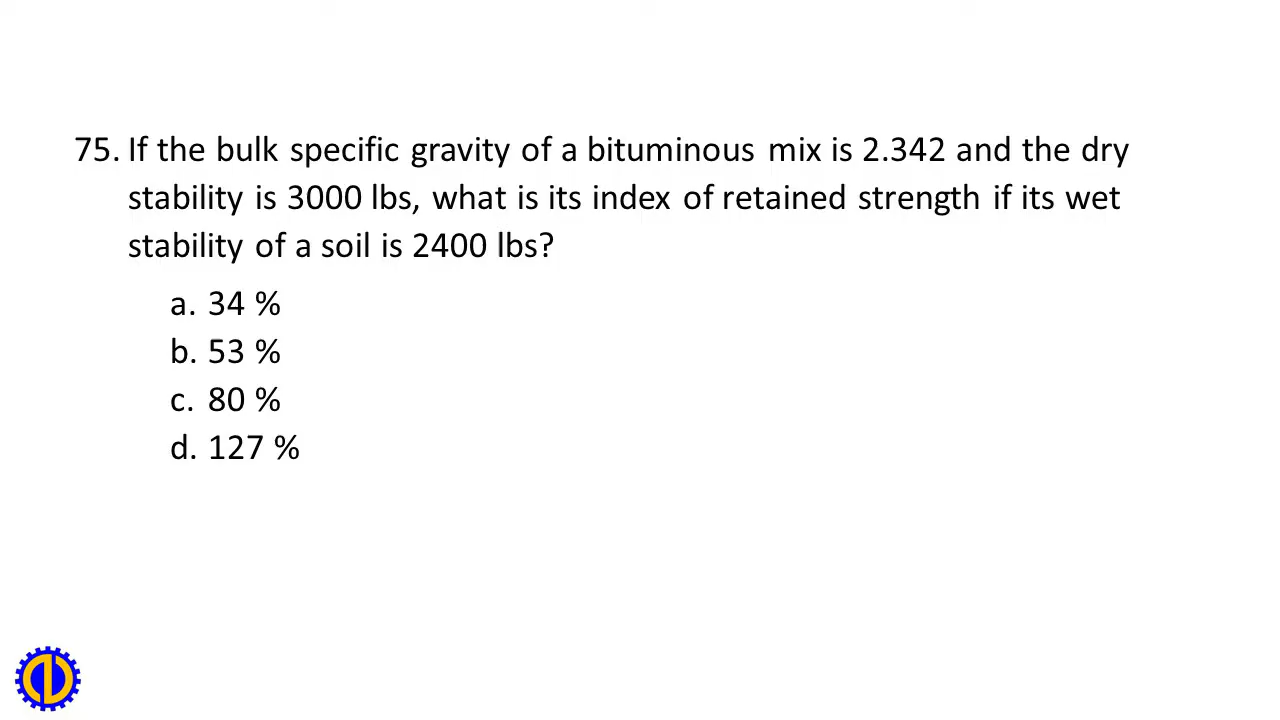 75. If the bulk specific gravity of a bituminous mix is 2.342 and the dry
stability is 3000 lbs, what is its index of retained strength if its wet
stability of a soil is 2400 lbs?
a. 34 %
b. 53 %
c. 80 %
d. 127 %